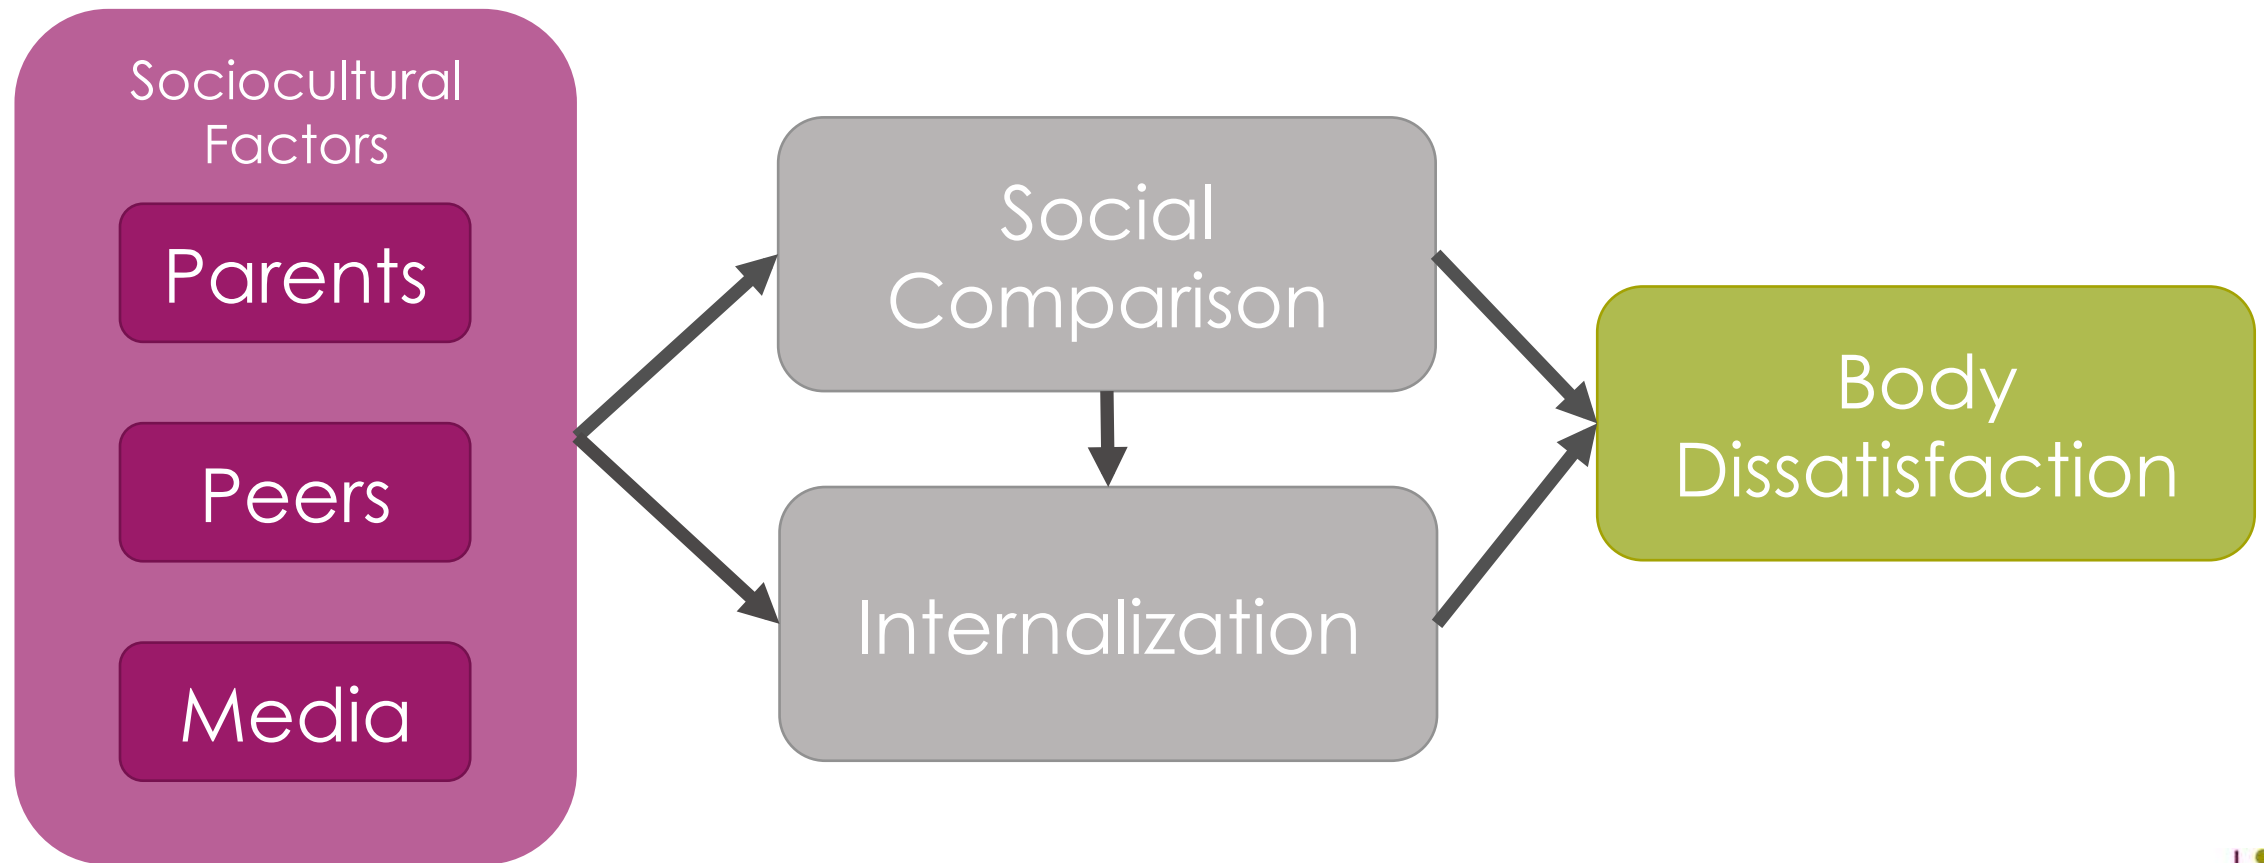 Sociocultural
Factors
Parents
Peers
Media
Social
Comparison
Internalization
Body
Dissatisfaction